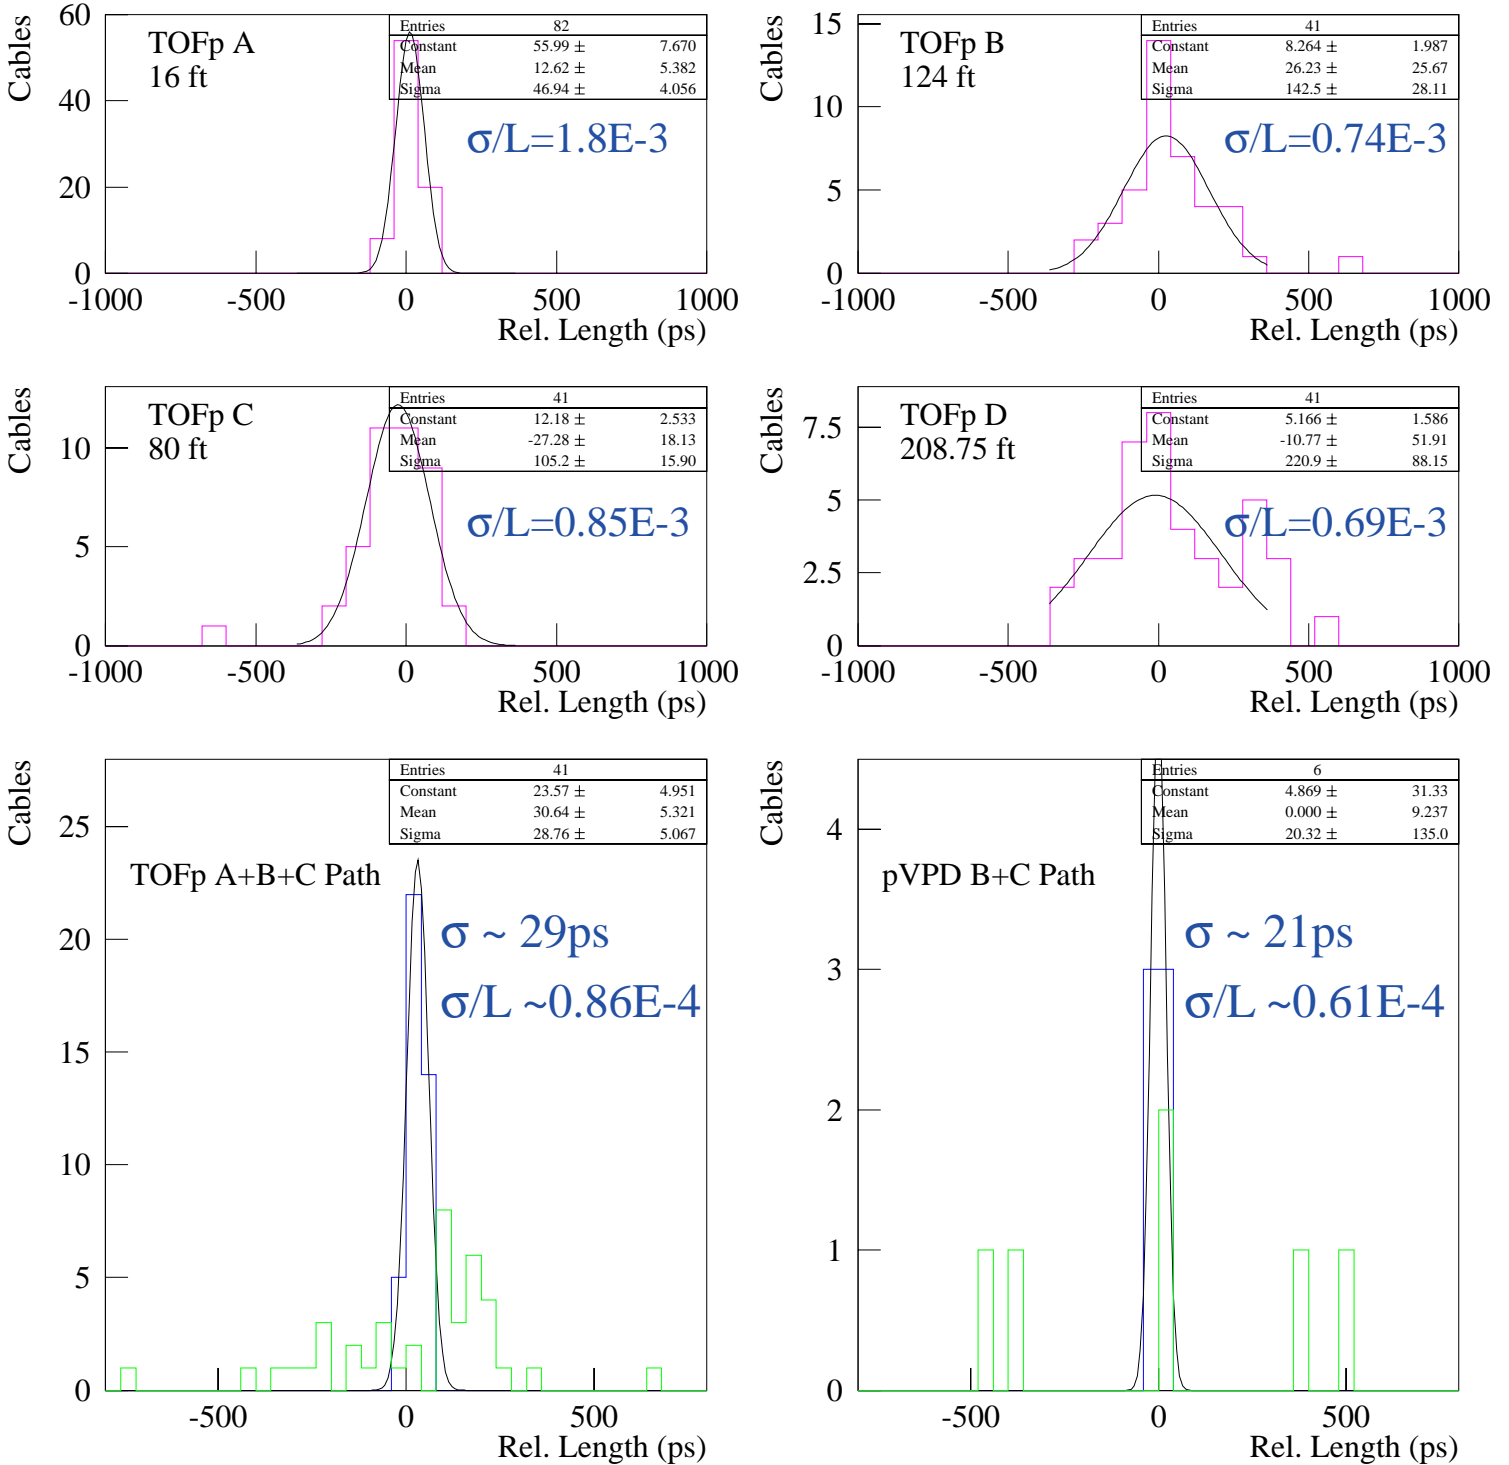 Cables
60
40
20
0
TOFp A
16 ft
Entries 82
Constant 55.99 ± 7.670
Mean 12.62 ± 5.382
Sigma 46.94 ± 4.056
σ/L=1.8E-3
-1000 -500 0 500 1000
Rel. Length (ps)
Cables
15
10
5
0
TOFp B
124 ft
Entries 41
Constant 8.264 ± 1.987
Mean 26.23 ± 25.67
Sigma 142.5 ± 28.11
σ/L=0.74E-3
-1000 -500 0 500 1000
Rel. Length (ps)
Cables
10
5
0
TOFp C
80 ft
Entries 41
Constant 12.18 ± 2.533
Mean -27.28 ± 18.13
Sigma 105.2 ± 15.90
σ/L=0.85E-3
-1000 -500 0 500 1000
Rel. Length (ps)
Cables
7.5
5
2.5
0
TOFp D
208.75 ft
Entries 41
Constant 5.166 ± 1.586
Mean -10.77 ± 51.91
Sigma 220.9 ± 88.15
σ/L=0.69E-3
-1000 -500 0 500 1000
Rel. Length (ps)
Cables
25
20
15
10
5
0
Entries 41
Constant 23.57 ± 4.951
Mean 30.64 ± 5.321
Sigma 28.76 ± 5.067
TOFp A+B+C Path
σ ~ 29ps
σ/L ~0.86E-4
-500 0 500
Rel. Length (ps)
Cables
4
3
2
1
0
Entries 6
Constant 4.869 ± 31.33
Mean 0.000 ± 9.237
Sigma 20.32 ± 135.0
pVPD B+C Path
σ ~ 21ps
σ/L ~0.61E-4
-500 0 500
Rel. Length (ps)